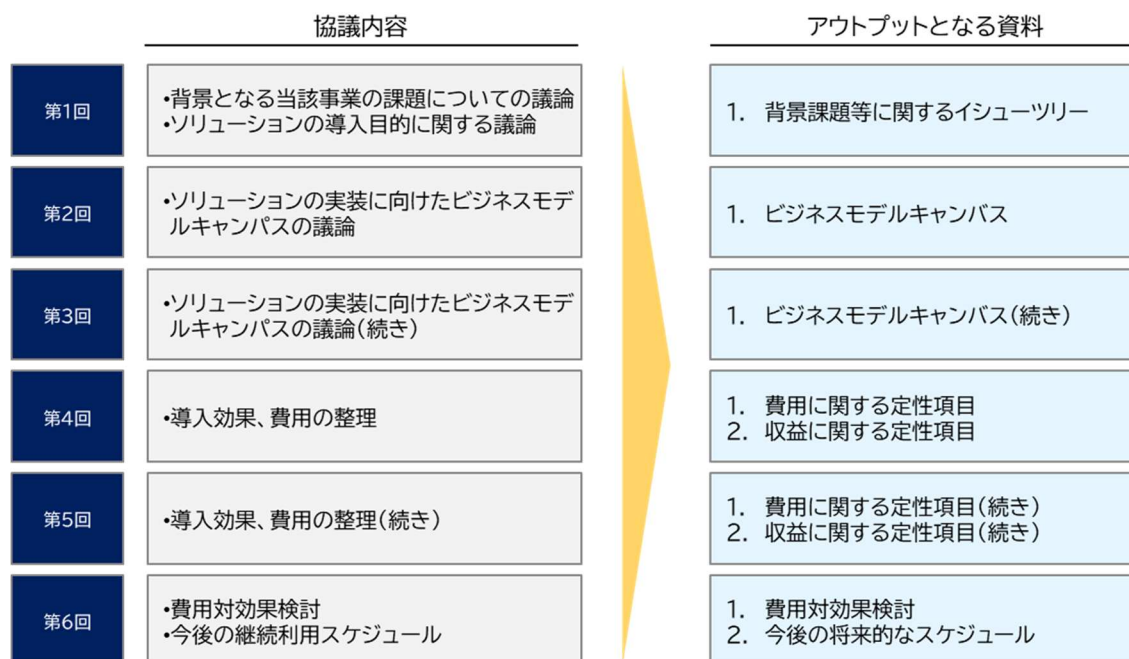 協議内容
アウトプットとなる資料
第1回
•背景となる当該事業の課題についての議論
•ソリューションの導入目的に関する議論
1. 背景課題等に関するイシューツリー
第2回
•ソリューションの実装に向けたビジネスモデ
ルキャンパスの議論
1. ビジネスモデルキャンバス
第3回
•ソリューションの実装に向けたビジネスモデ
ルキャンパスの議論(続き)
1. ビジネスモデルキャンバス(続き)
第4回
•導入効果、費用の整理
1. 費用に関する定性項目
2. 収益に関する定性項目
第5回
•導入効果、費用の整理(続き)
1. 費用に関する定性項目(続き)
2. 収益に関する定性項目(続き)
第6回
•費用対効果検討
•今後の継続利用スケジュール
1. 費用対効果検討
2. 今後の将来的なスケジュール